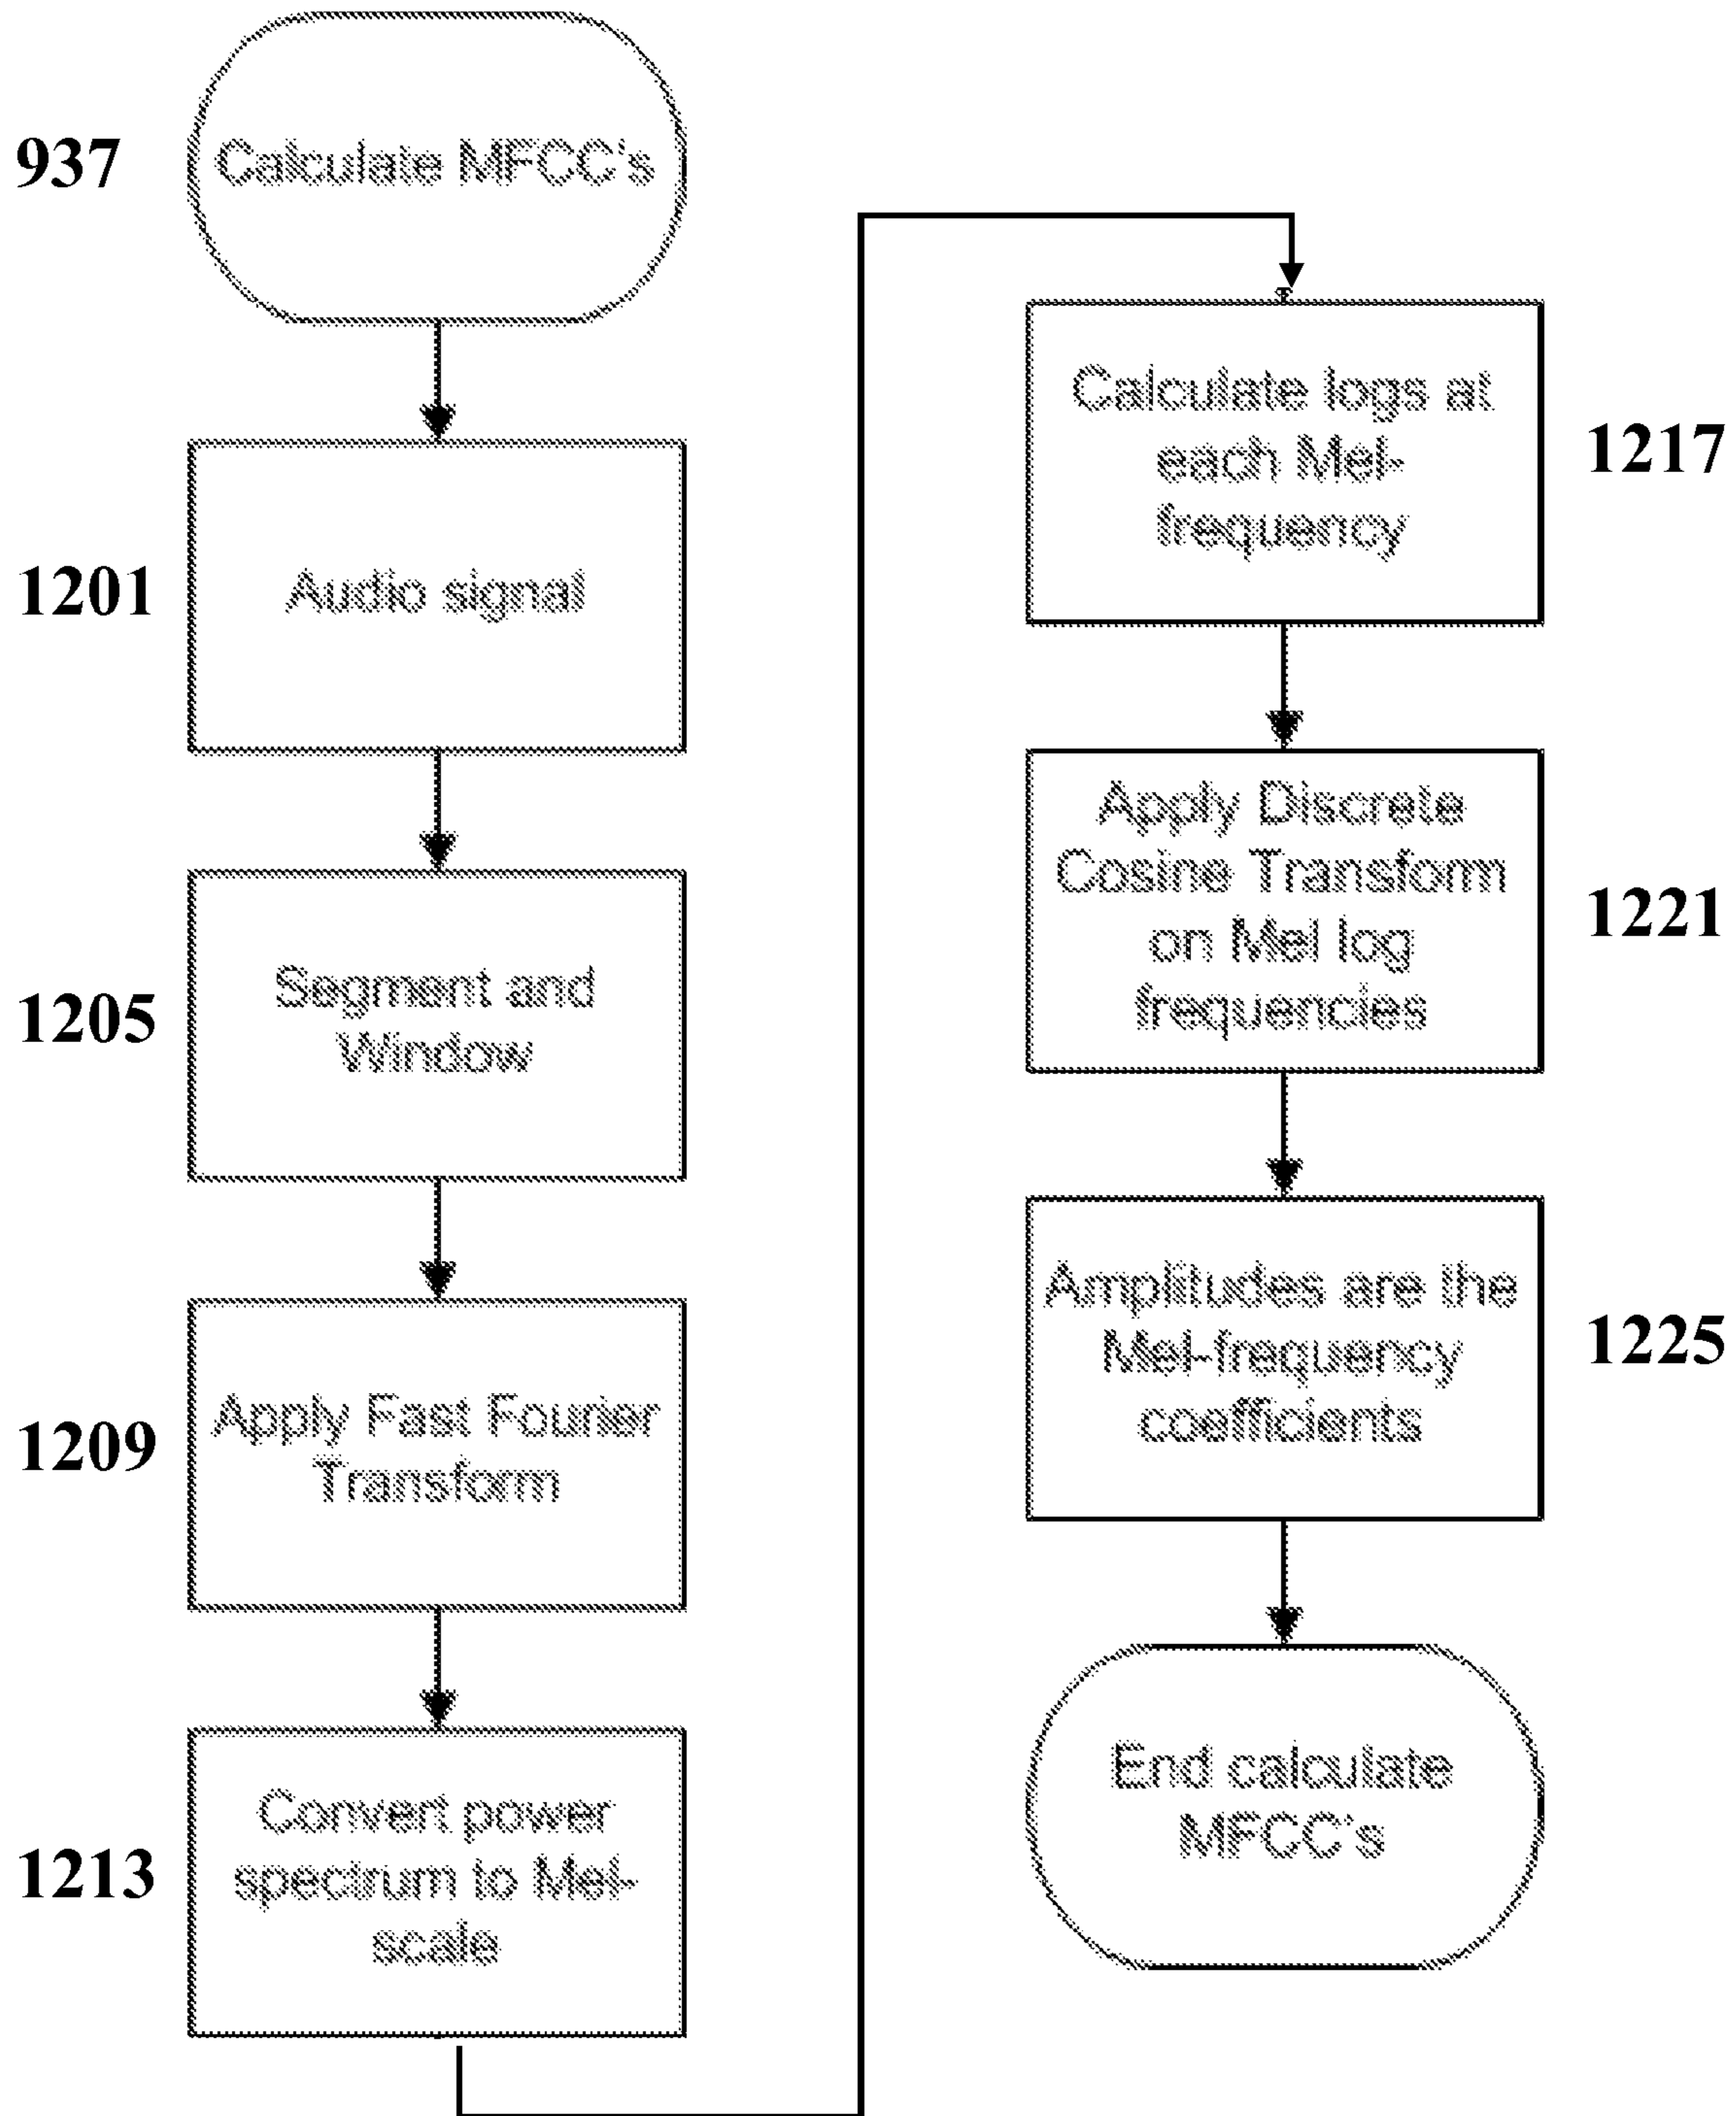 937
Calculate MFCC's
1201
Audio signal
1205
Segment and
Window
1209
Apply Fast Fourier
Transform
1213
Convert power
spectrum to Mel-
scale
Calculate logs at
each Mel-
frequency
1217
Apply Discrete
Cosine Transform
on Mel log
frequencies
1221
Amplitudes are the
Mel-frequency
coefficients
1225
End calculate
MFCC's